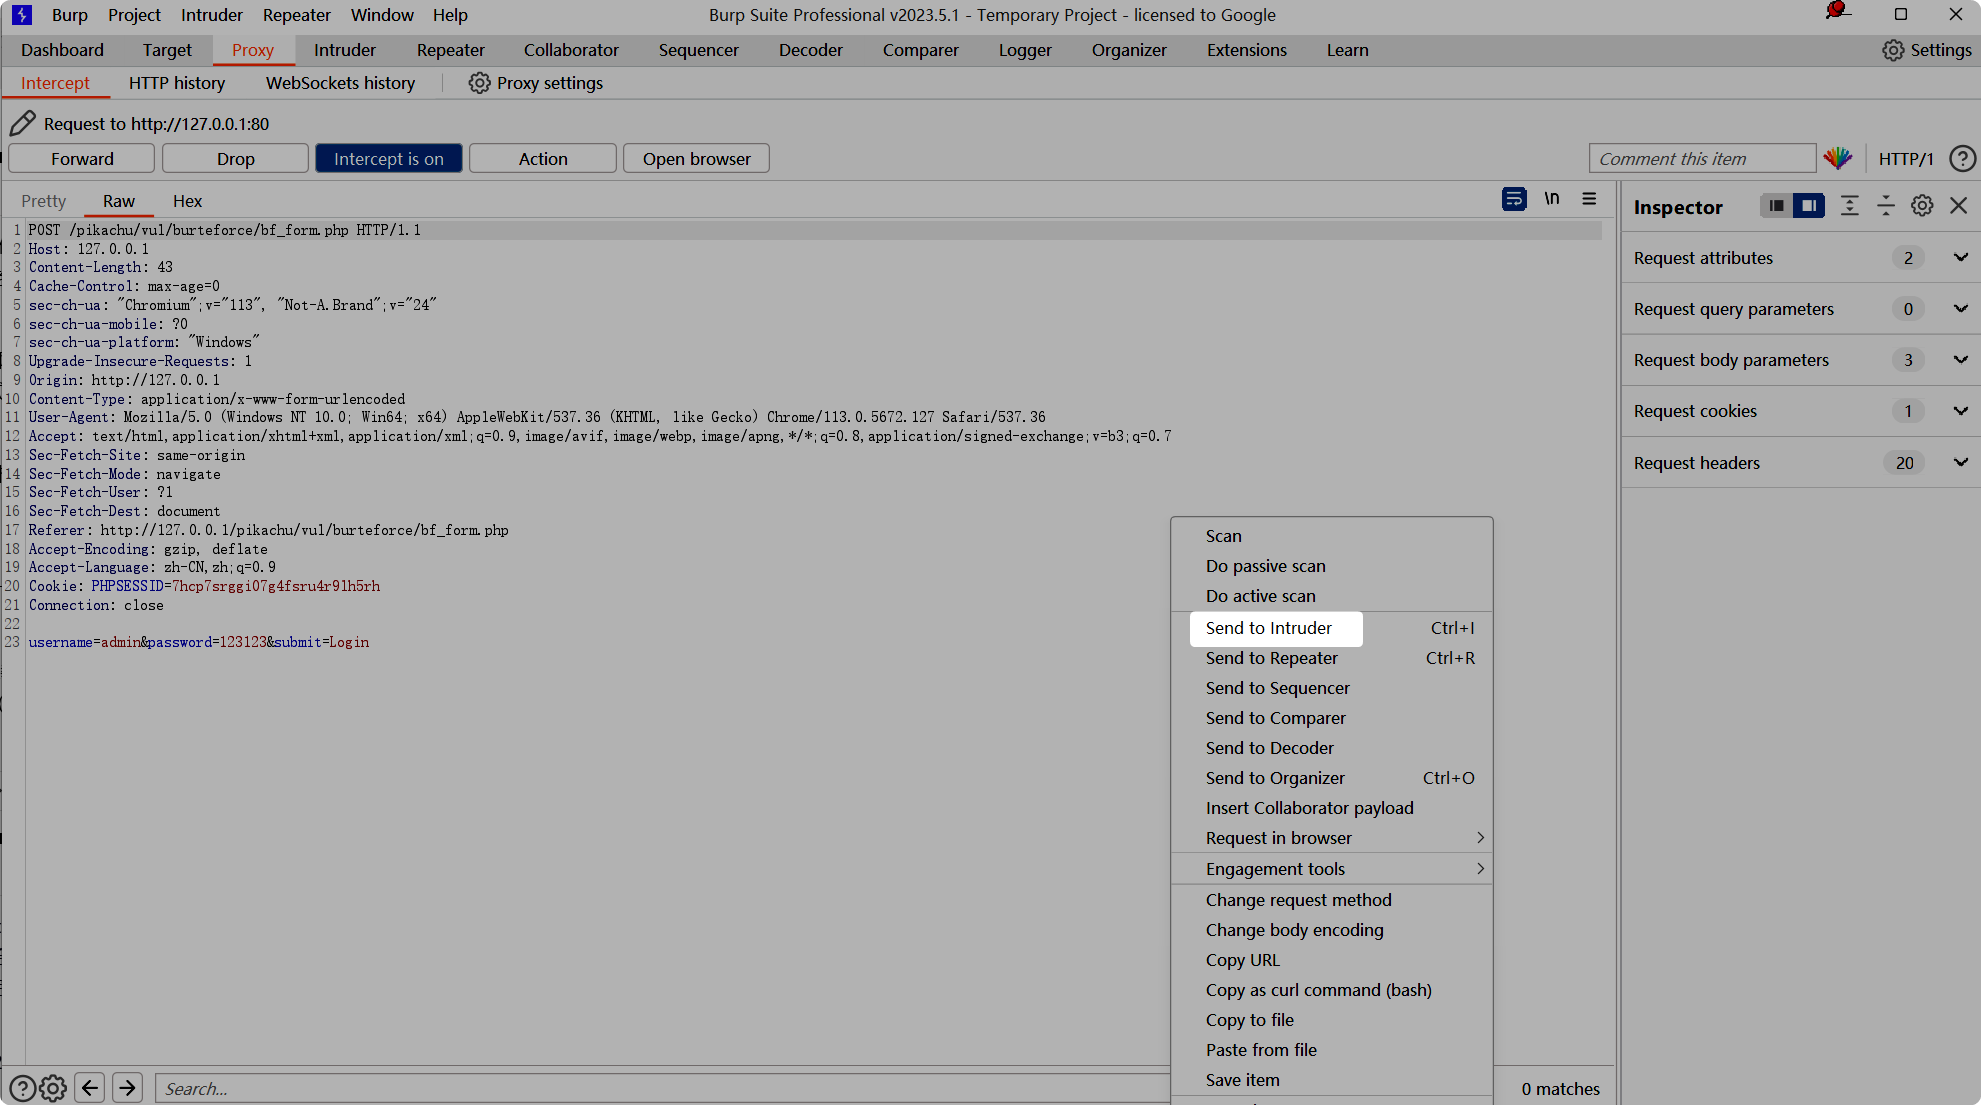 Burp Project Intruder Repeater Window Help
Burp Suite Professional v2023.5.1 - Temporary Project - licensed to Google
Dashboard Target Proxy Intruder Repeater Collaborator Sequencer Decoder Comparer Logger Organizer Extensions Learn Settings
Intercept HTTP history WebSockets history Proxy settings
Request to http://127.0.0.1:80
Forward Drop Intercept is on Action Open browser Comment this item HTTP/1
Pretty Raw Hex \n
1 POST /pikachu/vul/burteforce/bf_form.php HTTP/1.1
2 Host: 127.0.0.1
3 Content-Length: 43
4 Cache-Control: max-age=0
5 sec-ch-ua: "Chromium";v="113", "Not-A.Brand";v="24"
6 sec-ch-ua-mobile: ?0
7 sec-ch-ua-platform: "Windows"
8 Upgrade-Insecure-Requests: 1
9 Origin: http://127.0.0.1
10 Content-Type: application/x-www-form-urlencoded
11 User-Agent: Mozilla/5.0 (Windows NT 10.0; Win64; x64) AppleWebKit/537.36 (KHTML, like Gecko) Chrome/113.0.5672.127 Safari/537.36
12 Accept: text/html,application/xhtml+xml,application/xml;q=0.9,image/avif,image/webp,image/apng,*/*;q=0.8,application/signed-exchange;v=b3;q=0.7
13 Sec-Fetch-Site: same-origin
14 Sec-Fetch-Mode: navigate
15 Sec-Fetch-User: ?1
16 Sec-Fetch-Dest: document
17 Referer: http://127.0.0.1/pikachu/vul/burteforce/bf_form.php
18 Accept-Encoding: gzip, deflate
19 Accept-Language: zh-CN,zh;q=0.9
20 Cookie: PHPSESSID=7hcp7srggi07g4fsru4r9lh5rh
21 Connection: close
22
23 username=admin&password=123123&submit=Login
Scan
Do passive scan
Do active scan
Send to Intruder Ctrl+I
Send to Repeater Ctrl+R
Send to Sequencer
Send to Comparer
Send to Decoder
Send to Organizer Ctrl+O
Insert Collaborator payload
Request in browser
Engagement tools
Change request method
Change body encoding
Copy URL
Copy as curl command (bash)
Copy to file
Paste from file
Save item
Inspector
Request attributes 2
Request query parameters 0
Request body parameters 3
Request cookies 1
Request headers 20
Search...
0 matches